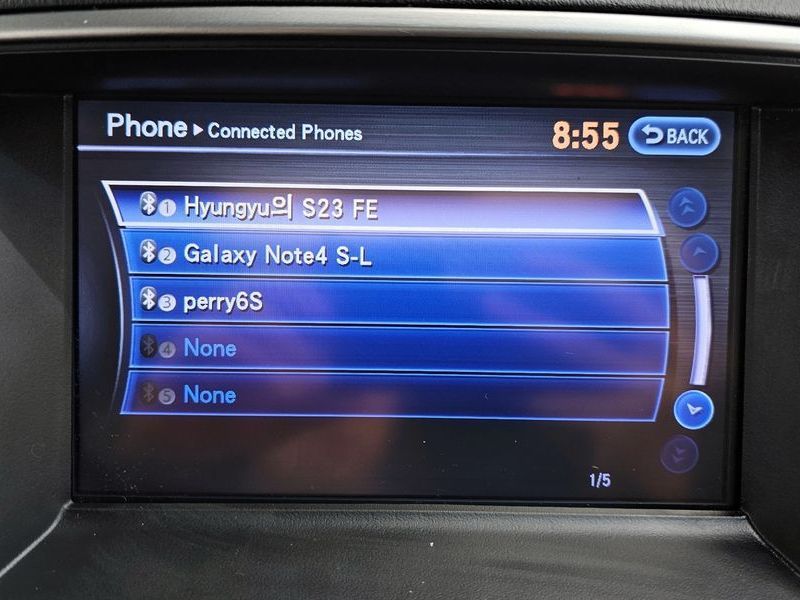 Phone ▸ Connected Phones
8:55
BACK
1 Hyungyu의 S23 FE
2 Galaxy Note4 S-L
3 perry6S
4 None
5 None
1/5